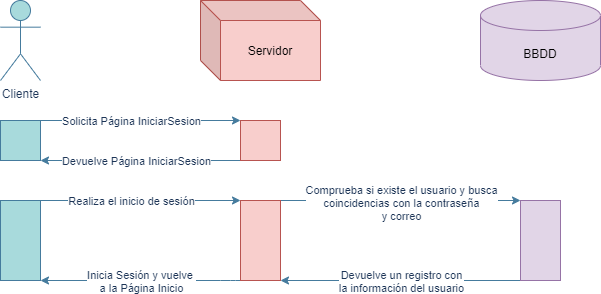 Servidor
BBDD
Cliente
Solicita Página IniciarSesion
Devuelve Página IniciarSesion
Realiza el inicio de sesión
Comprueba si existe el usuario y busca
coincidencias con la contraseña
y correo
Inicia Sesión y vuelve
a la Página Inicio
Devuelve un registro con
la información del usuario